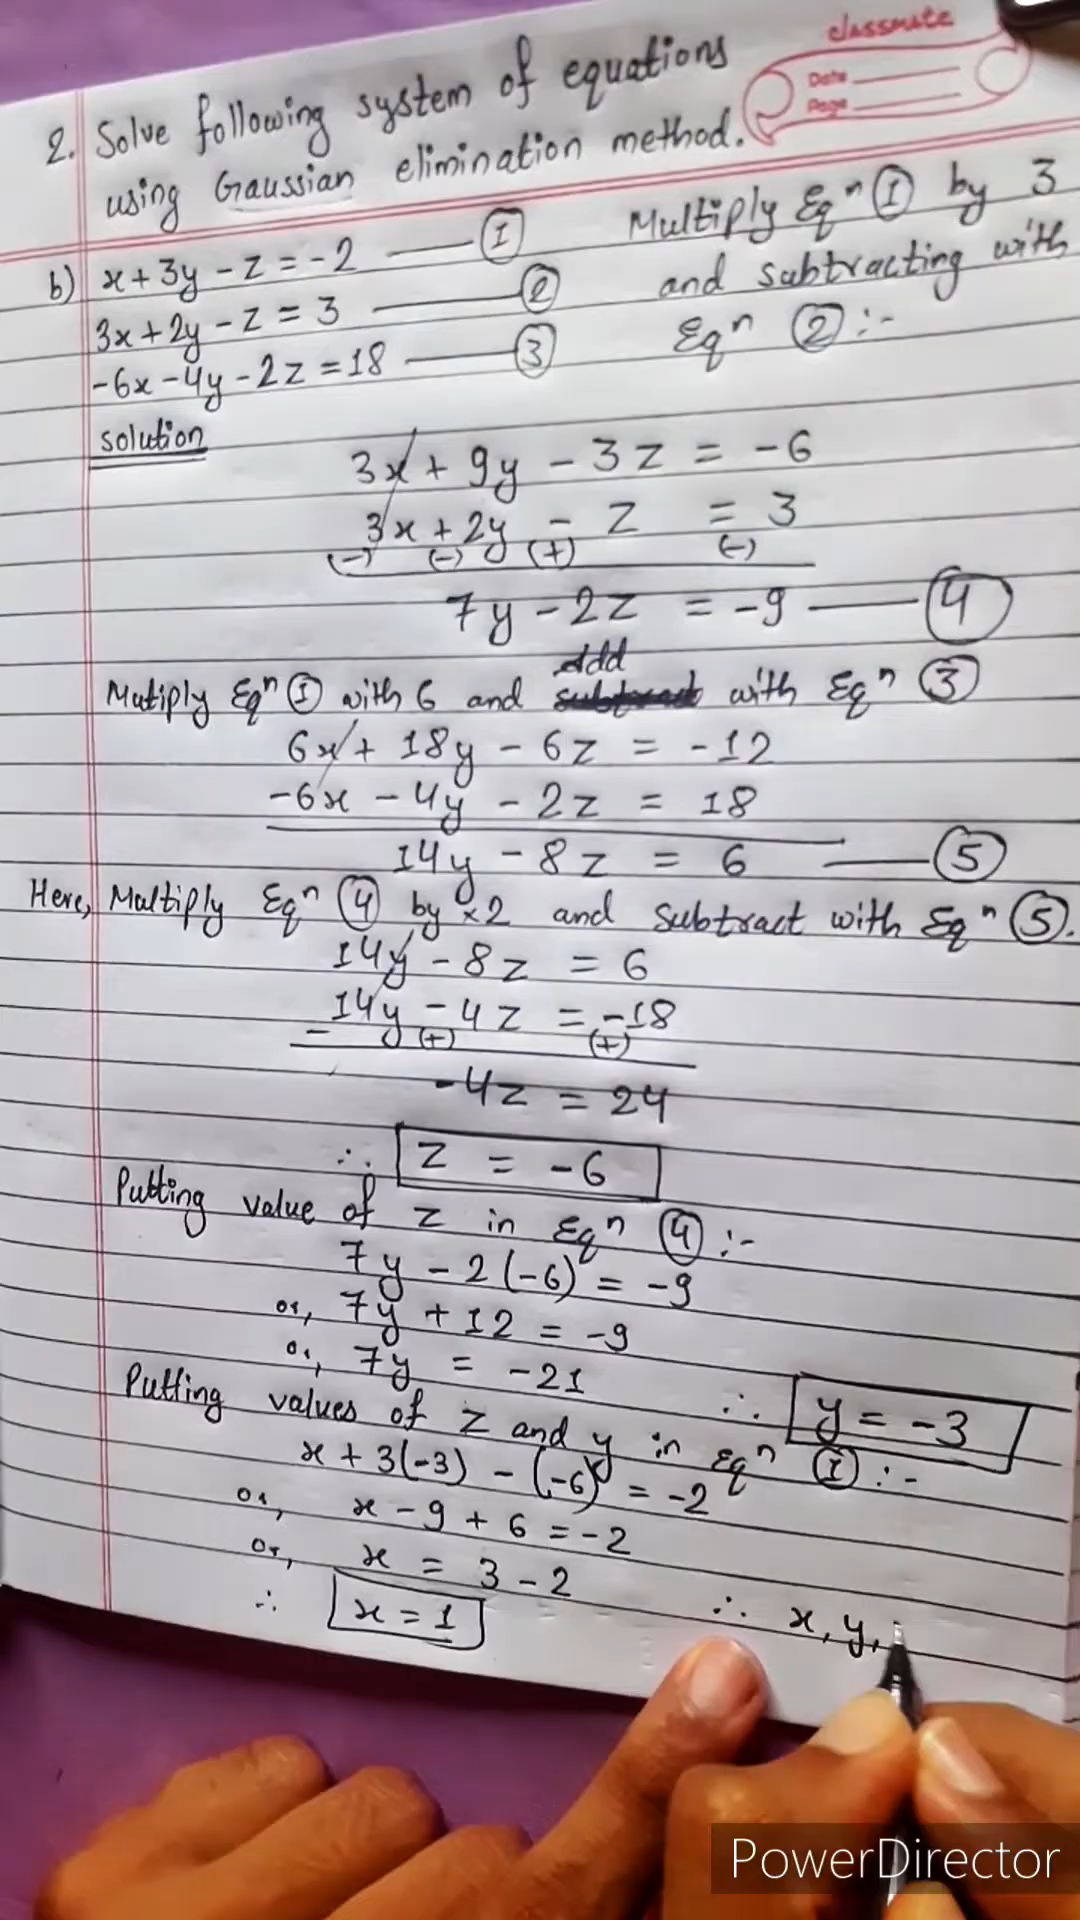 classmate
Date
Page
2. Solve following system of equations
using Gaussian elimination method.
b) x + 3y - z = -2 —— ①
3x + 2y - z = 3 —— ②
-6x - 4y - 2z = 18 —— ③
Multiply Eqⁿ ① by 3
and subtracting with
Eqⁿ ② :-
solution
3x + 9y - 3z = -6
3x + 2y - z = 3
(-) (-) (+) (-)
7y - 2z = -9 —— ④
add
Mutiply Eqⁿ ① with 6 and subtract with Eqⁿ ③
6x + 18y - 6z = -12
-6x - 4y - 2z = 18
14y - 8z = 6 —— ⑤
Here, Multiply Eqⁿ ④ by x2 and Subtract with Eqⁿ ⑤.
14y - 8z = 6
14y - 4z = -18
- (+) (+)
-4z = 24
∴ z = -6
Putting value of z in Eqⁿ ④ :-
7y - 2(-6) = -9
or, 7y + 12 = -9
or, 7y = -21
∴ y = -3
Putting values of z and y in Eqⁿ ① :-
x + 3(-3) - (-6) = -2
or, x - 9 + 6 = -2
or, x = 3 - 2
∴ x = 1
∴ x, y,
PowerDirector